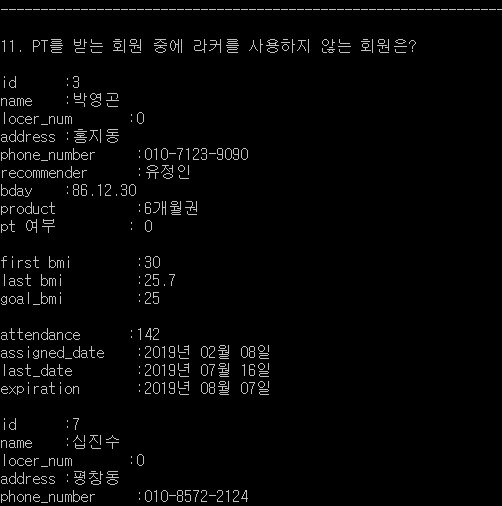 --------------------------------------------------------------
11. PT를 받는 회원 중에 라커를 사용하지 않는 회원은?
id :3
name :박영곤
locer_num :0
address :홍지동
phone_number :010-7123-9090
recommender :유정인
bday :86.12.30
product :6개월권
pt 여부 : O
first bmi :30
last bmi :25.7
goal_bmi :25
attendance :142
assigned_date :2019년 02월 08일
last_date :2019년 07월 16일
expiration :2019년 08월 07일
id :7
name :십진수
locer_num :0
address :평창동
phone_number :010-8572-2124